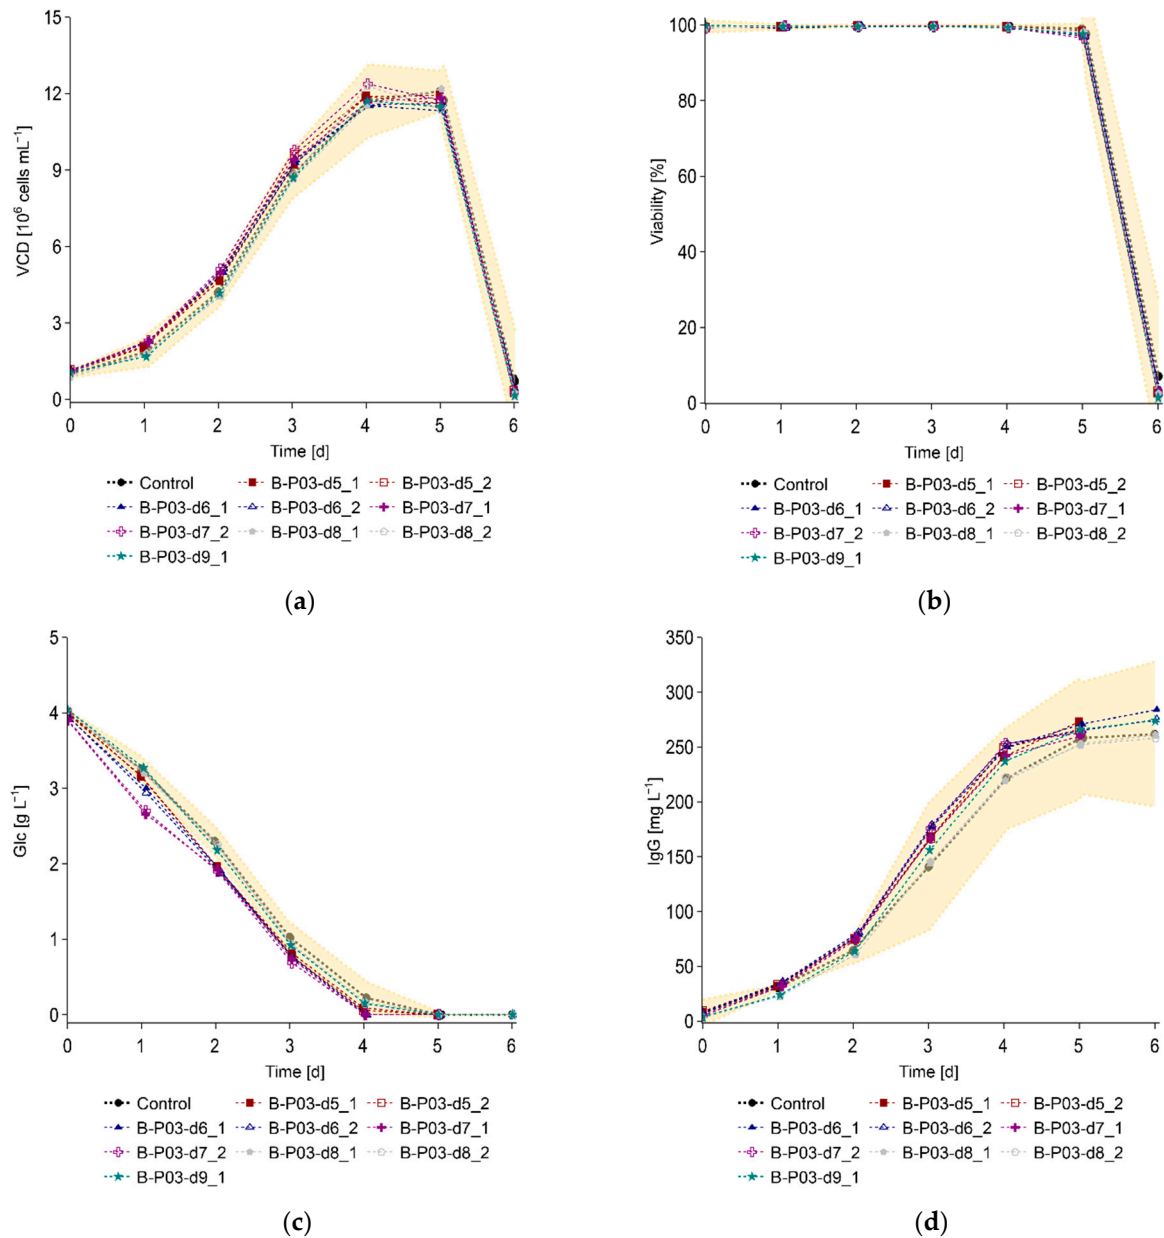 15
12
9
6
3
0
VCD [10⁶ cells mL⁻¹]
0 1 2 3 4 5 6
Time [d]
Control B-P03-d5_1 B-P03-d5_2
B-P03-d6_1 B-P03-d6_2 B-P03-d7_1
B-P03-d7_2 B-P03-d8_1 B-P03-d8_2
B-P03-d9_1
(a)
100
80
60
40
20
0
Viability [%]
0 1 2 3 4 5 6
Time [d]
Control B-P03-d5_1 B-P03-d5_2
B-P03-d6_1 B-P03-d6_2 B-P03-d7_1
B-P03-d7_2 B-P03-d8_1 B-P03-d8_2
B-P03-d9_1
(b)
5
4
3
2
1
0
Glc [g L⁻¹]
0 1 2 3 4 5 6
Time [d]
Control B-P03-d5_1 B-P03-d5_2
B-P03-d6_1 B-P03-d6_2 B-P03-d7_1
B-P03-d7_2 B-P03-d8_1 B-P03-d8_2
B-P03-d9_1
(c)
350
300
250
200
150
100
50
0
IgG [mg L⁻¹]
0 1 2 3 4 5 6
Time [d]
Control B-P03-d5_1 B-P03-d5_2
B-P03-d6_1 B-P03-d6_2 B-P03-d7_1
B-P03-d7_2 B-P03-d8_1 B-P03-d8_2
B-P03-d9_1
(d)